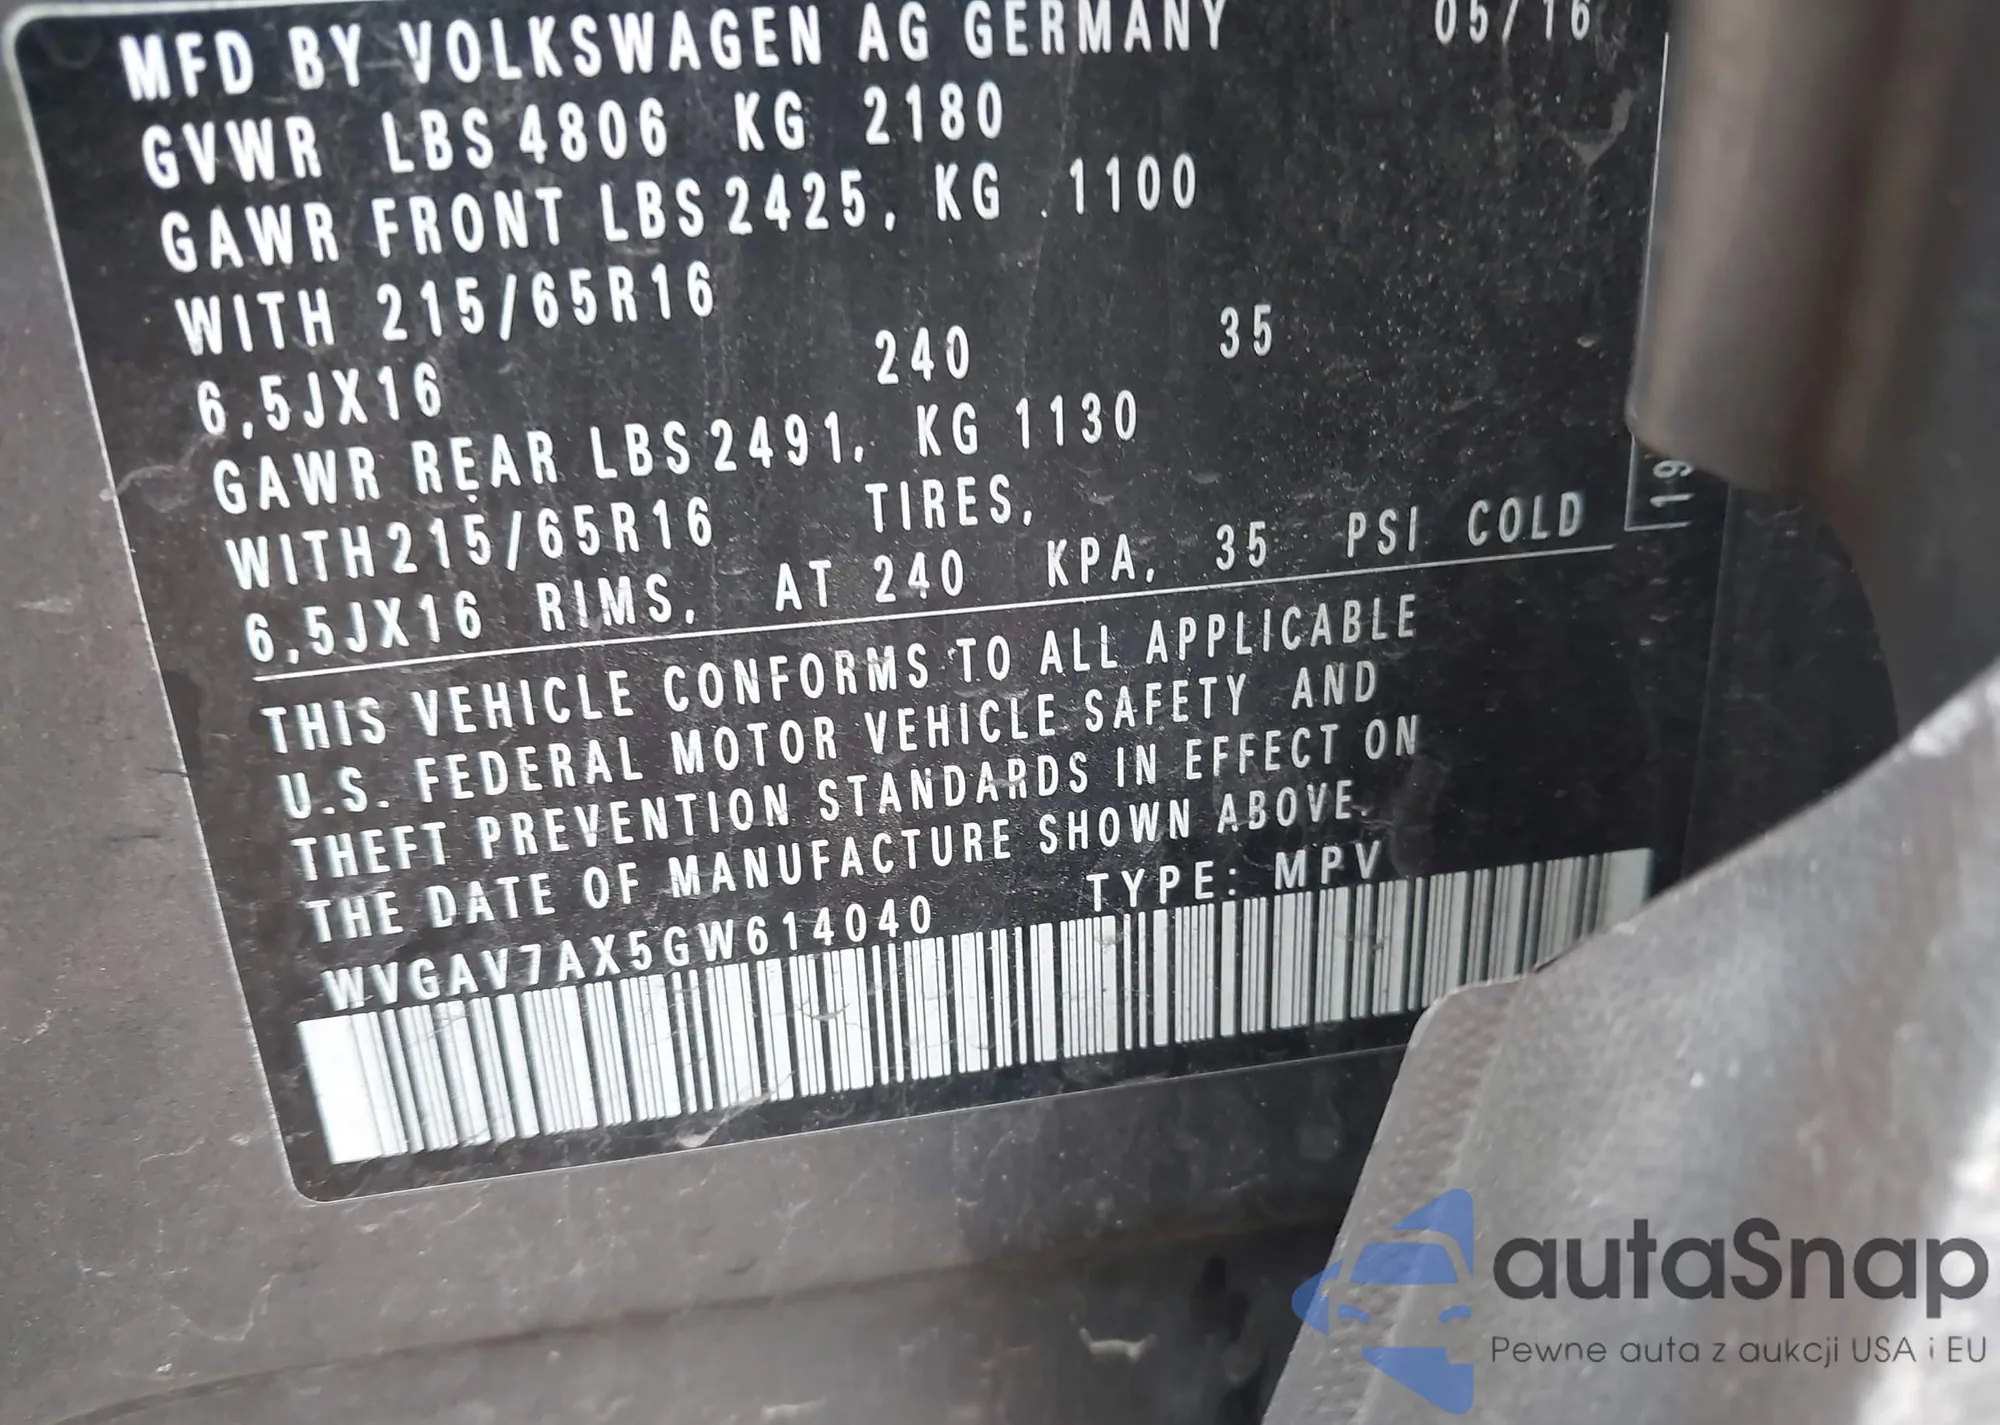 MFD BY VOLKSWAGEN AG GERMANY 05/16
GVWR LBS 4806 KG 2180
GAWR FRONT LBS 2425, KG 1100
WITH 215/65R16
6,5JX16 240 35
GAWR REAR LBS 2491, KG 1130
WITH 215/65R16 TIRES,
6,5JX16 RIMS, AT 240 KPA, 35 PSI COLD
THIS VEHICLE CONFORMS TO ALL APPLICABLE
U.S. FEDERAL MOTOR VEHICLE SAFETY AND
THEFT PREVENTION STANDARDS IN EFFECT ON
THE DATE OF MANUFACTURE SHOWN ABOVE.
WVGAV7AX5GW614040 TYPE: MPV
autaSnap
Pewne auta z aukcji USA i EU